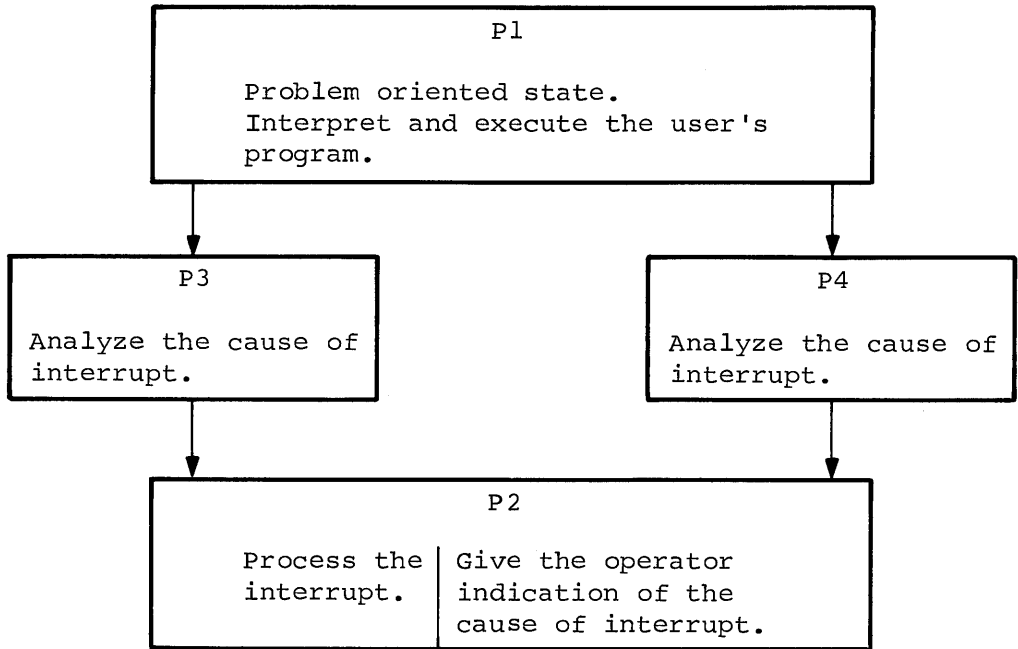 P1
Problem oriented state.
Interpret and execute the user's
program.
P3
Analyze the cause of
interrupt.
P4
Analyze the cause of
interrupt.
P2
Process the
interrupt.
Give the operator
indication of the
cause of interrupt.